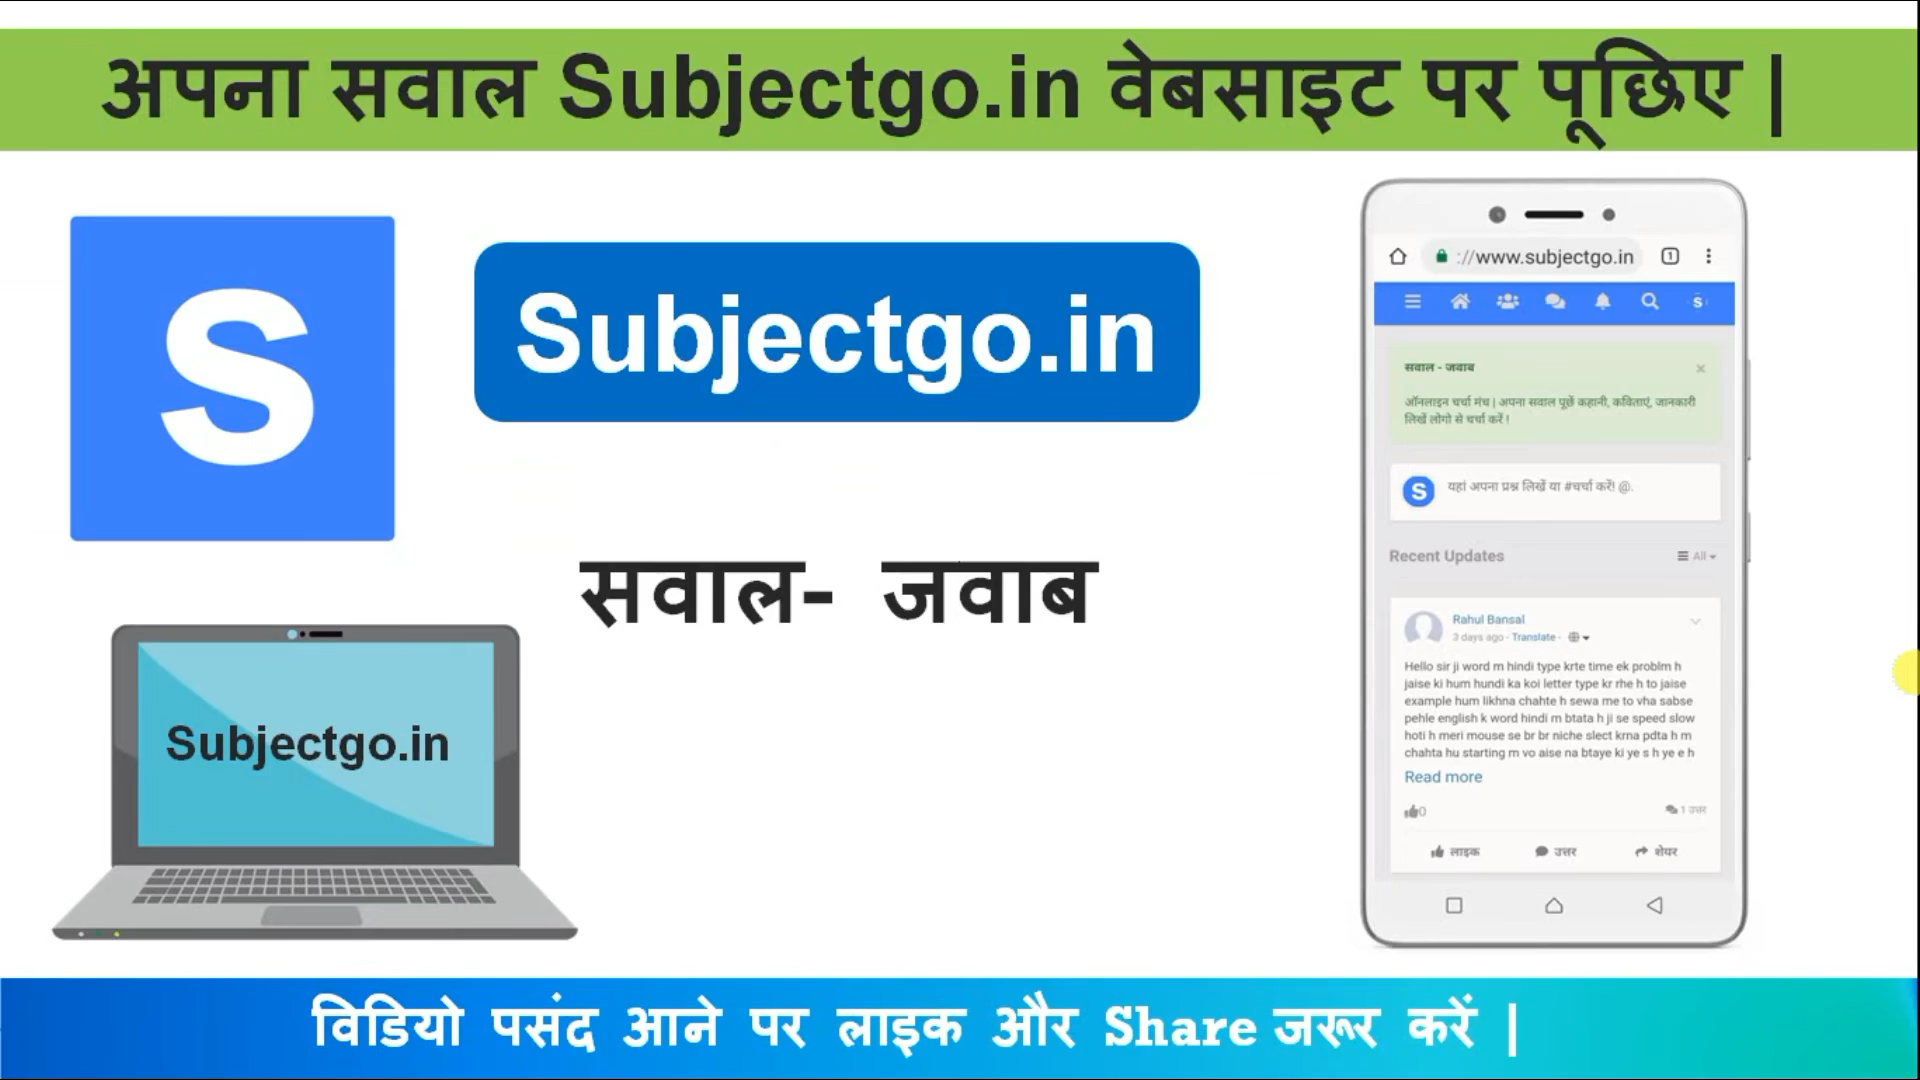 अपना सवाल Subjectgo.in वेबसाइट पर पूछिए |
S
Subjectgo.in
सवाल- जवाब
Subjectgo.in
://www.subjectgo.in
1
S
सवाल - जवाब
×
ऑनलाइन चर्चा मंच | अपना सवाल पूछें कहानी, कविताएं, जानकारी
लिखें लोगो से चर्चा करें !
S
यहां अपना प्रश्न लिखें या #चर्चा करें! @.
Recent Updates
All
Rahul Bansal
3 days ago - Translate -
Hello sir ji word m hindi type krte time ek problm h
jaise ki hum hundi ka koi letter type kr rhe h to jaise
example hum likhna chahte h sewa me to vha sabse
pehle english k word hindi m btata h ji se speed slow
hoti h meri mouse se br br niche slect krna pdta h m
chahta hu starting m vo aise na btaye ki ye s h ye e h
Read more
0
1 उत्तर
लाइक
उत्तर
शेयर
विडियो पसंद आने पर लाइक और Share जरूर करें |